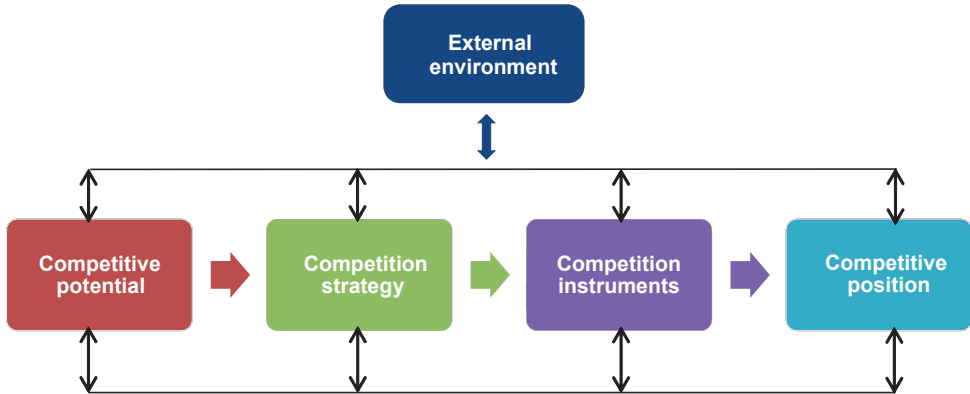 External
environment
Competitive
potential
Competition
strategy
Competition
instruments
Competitive
position